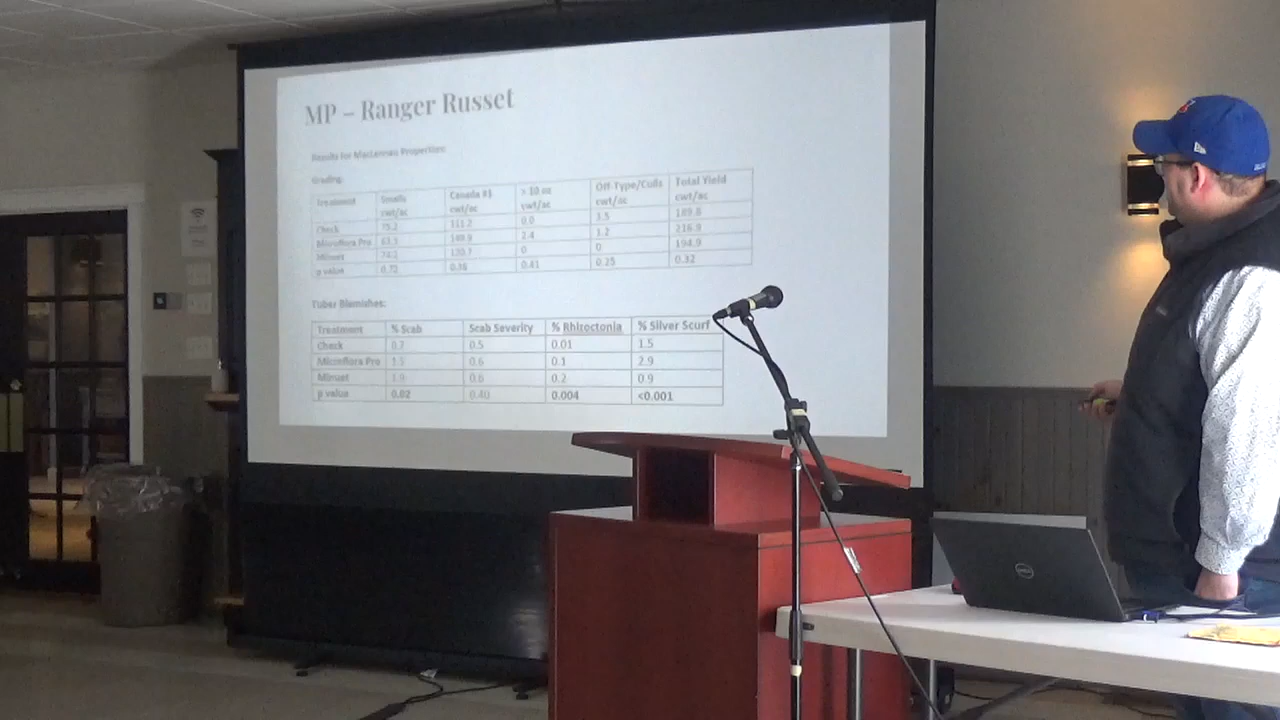 MP – Ranger Russet
Results for MacLennan Properties:
Grading:
Treatment Smalls cwt/ac Canada #1 cwt/ac > 10 oz cwt/ac Off-Type/Culls cwt/ac Total Yield cwt/ac
Check 75.2 111.2 0.0 3.5 189.8
Microflora Pro 63.3 149.9 2.4 1.2 216.9
Minuet 74.2 120.7 0 0 194.9
p value 0.72 0.36 0.41 0.25 0.32
Tuber Blemishes:
Treatment % Scab Scab Severity % Rhizoctonia % Silver Scurf
Check 0.7 0.5 0.01 1.5
Microflora Pro 1.5 0.6 0.1 2.9
Minuet 1.9 0.6 0.2 0.9
p value 0.02 0.40 0.004 <0.001
DELL